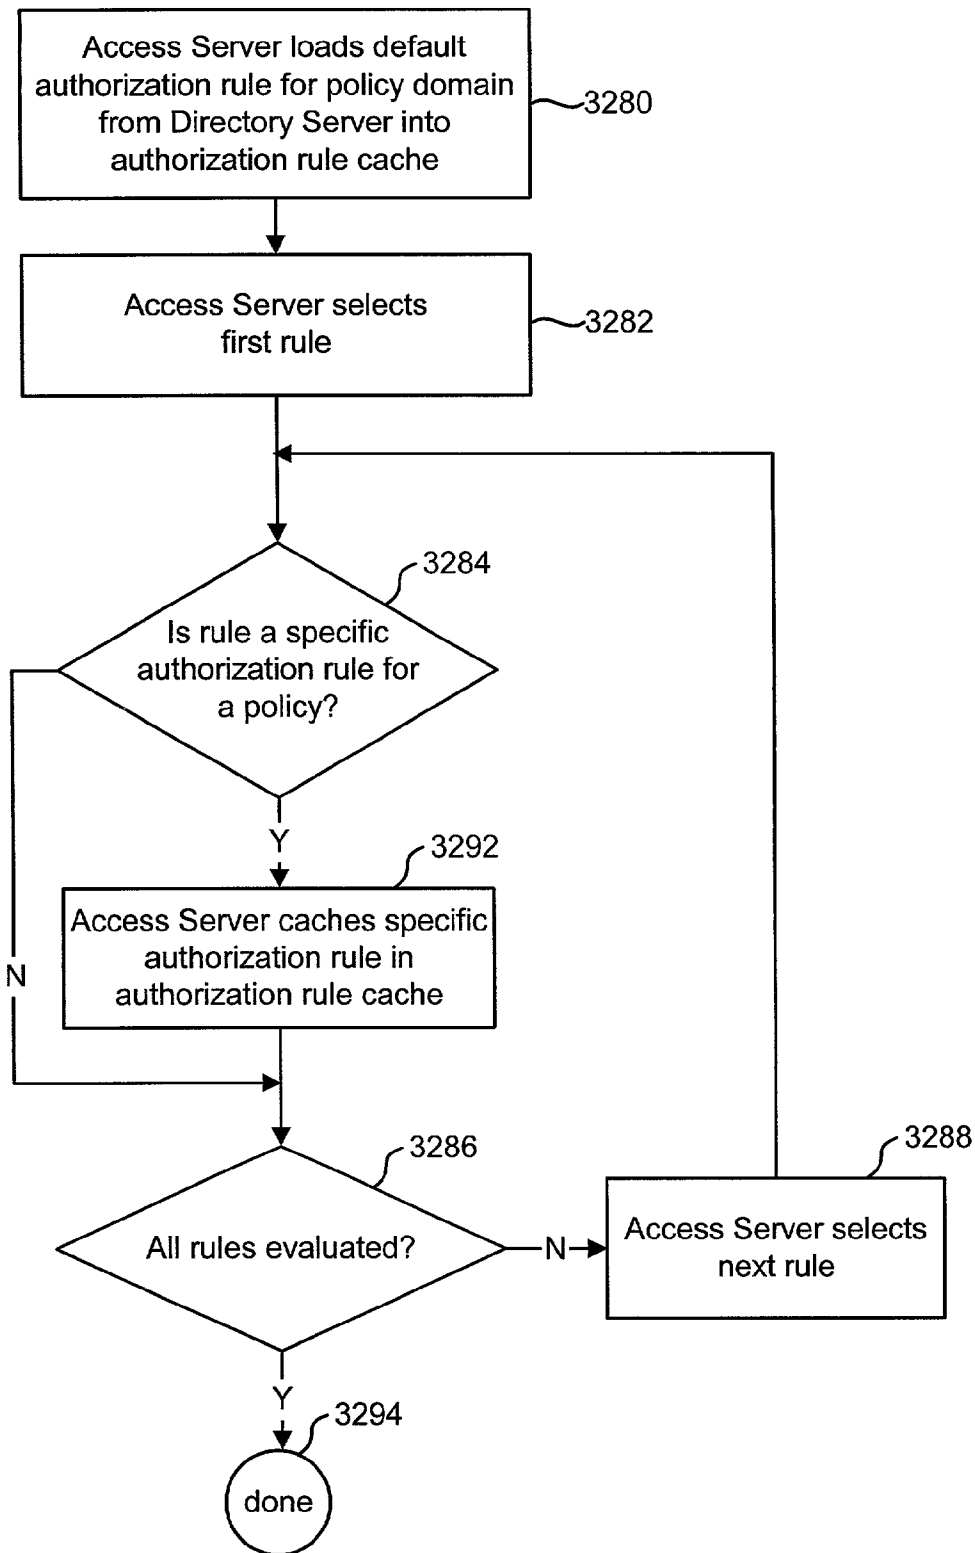 Access Server loads default
authorization rule for policy domain
from Directory Server into
authorization rule cache
3280
Access Server selects
first rule
3282
3284
Is rule a specific
authorization rule for
a policy?
Y
3292
Access Server caches specific
authorization rule in
authorization rule cache
N
3286
All rules evaluated?
N
3288
Access Server selects
next rule
Y
3294
done